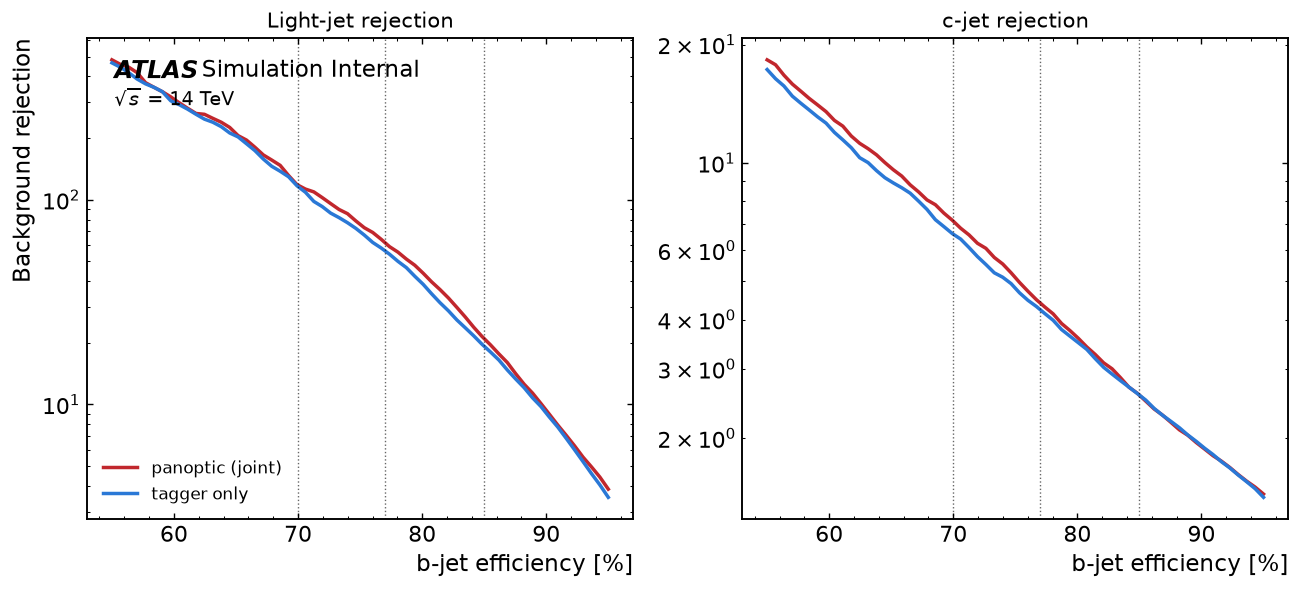 Light-jet rejection
ATLAS Simulation Internal
√s = 14 TeV
Background rejection
10²
10¹
panoptic (joint)
tagger only
60 70 80 90
b-jet efficiency [%]
c-jet rejection
2 × 10¹
10¹
6 × 10⁰
4 × 10⁰
3 × 10⁰
2 × 10⁰
60 70 80 90
b-jet efficiency [%]